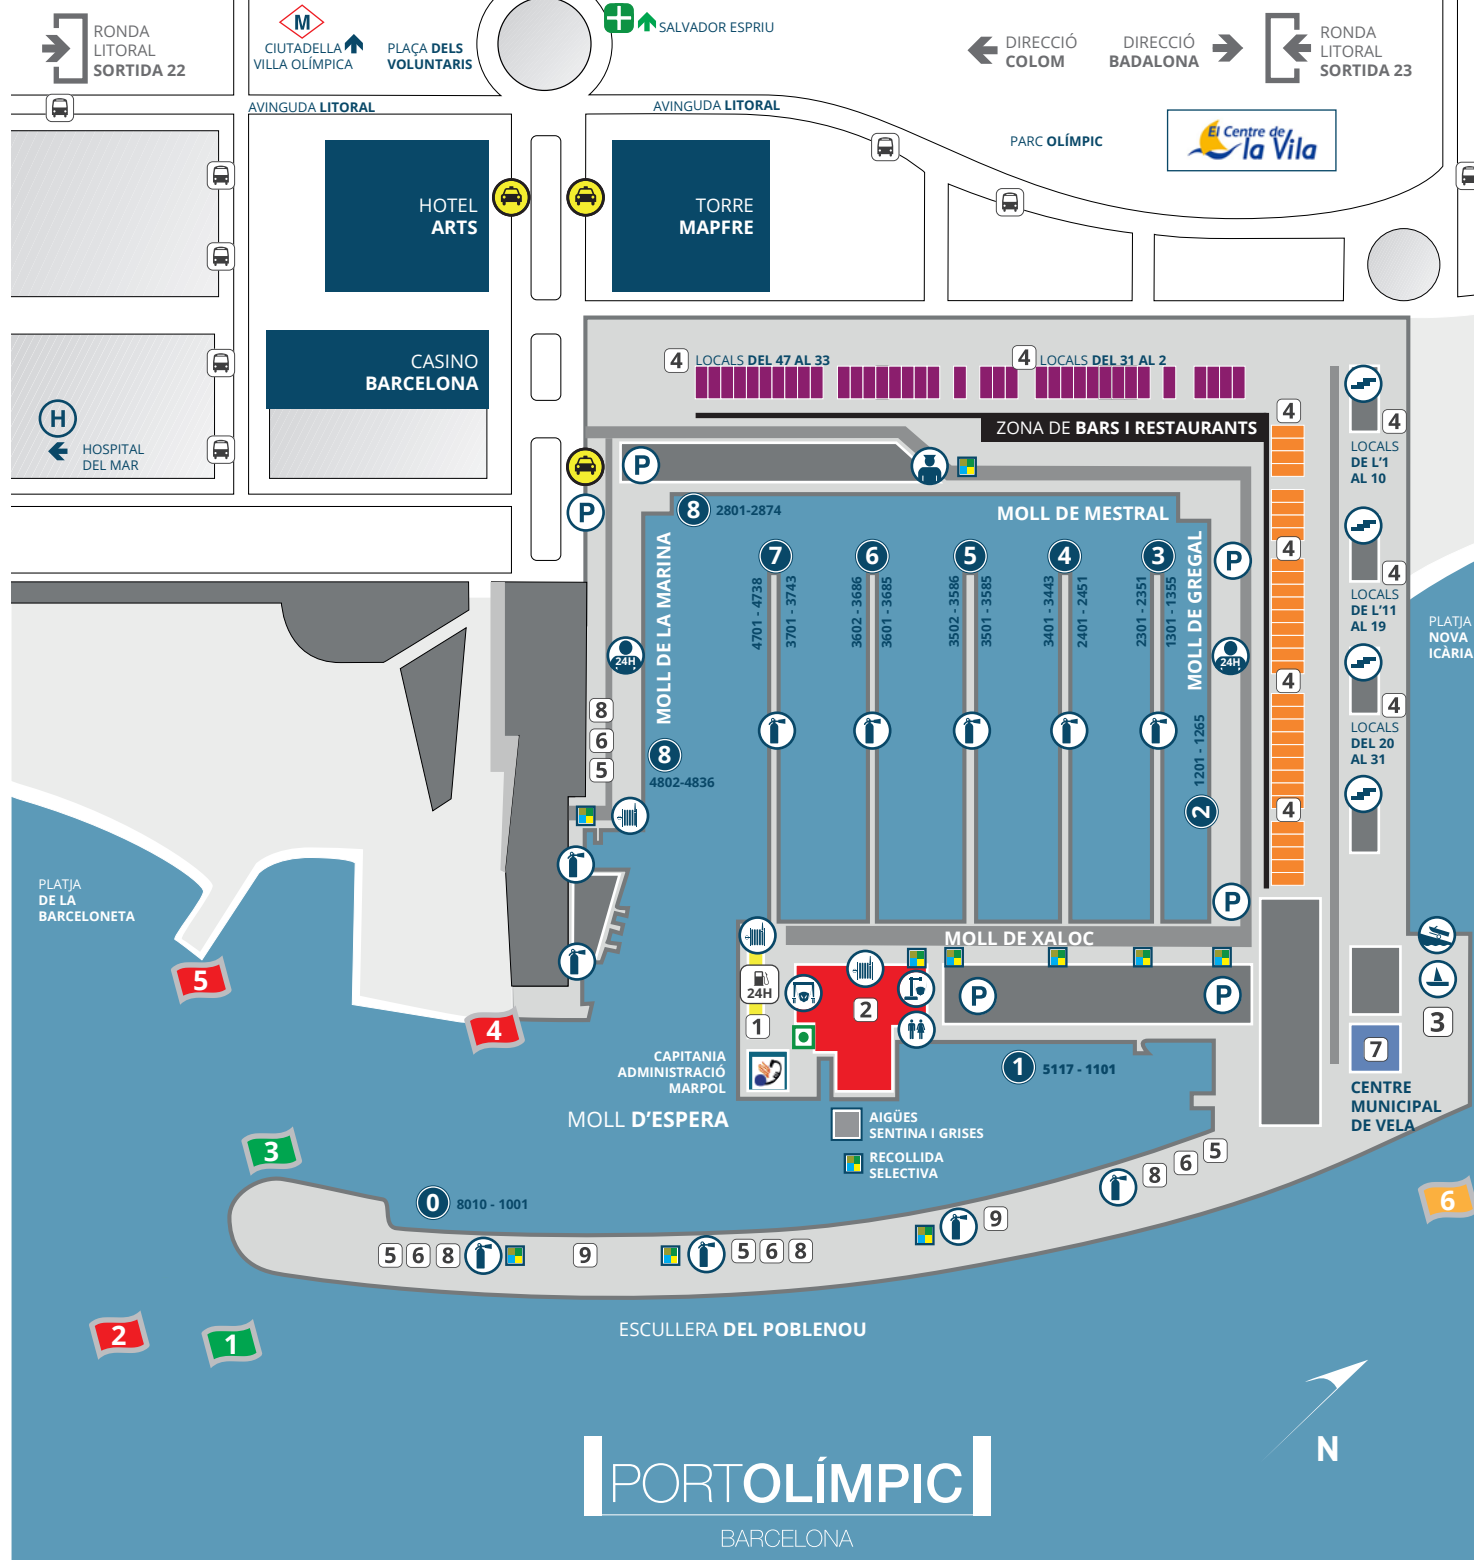 RONDA
LITORAL
SORTIDA 22
M
CIUTADELLA
VILLA OLÍMPICA
PLAÇA DELS
VOLUNTARIS
SALVADOR ESPRIU
DIRECCIÓ
COLOM
DIRECCIÓ
BADALONA
RONDA
LITORAL
SORTIDA 23
AVINGUDA LITORAL
AVINGUDA LITORAL
PARC OLÍMPIC
El Centre de
la Vila
HOTEL
ARTS
TORRE
MAPFRE
CASINO
BARCELONA
H
HOSPITAL
DEL MAR
4 LOCALS DEL 47 AL 33
4 LOCALS DEL 31 AL 2
ZONA DE BARS I RESTAURANTS
4
4
LOCALS
DE L'1
AL 10
P
P
8 2801-2874
MOLL DE MESTRAL
MOLL DE LA MARINA
MOLL DE GREGAL
7
6
5
4
3
4701 - 4738
3701 - 3743
3602 - 3686
3601 - 3685
3502 - 3586
3501 - 3585
3401 - 3443
2401 - 2451
2301 - 2351
1301 - 1355
P
4
4
LOCALS
DE L'11
AL 19
PLATJA
NOVA
ICÀRIA
24H
24H
4
4
LOCALS
DEL 20
AL 31
8
6
5
8
4802-4836
1201 - 1265
2
4
PLATJA
DE LA
BARCELONETA
P
MOLL DE XALOC
5
4
24H
1
2
P
P
3
7
CENTRE
MUNICIPAL
DE VELA
CAPITANIA
ADMINISTRACIÓ
MARPOL
1 5117 - 1101
MOLL D'ESPERA
AIGÜES
SENTINA I GRISES
RECOLLIDA
SELECTIVA
3
0 8010 - 1001
5 6 8
9
5 6 8
9
8
6
5
6
2
1
ESCULLERA DEL POBLENOU
N
PORTOLÍMPIC
BARCELONA